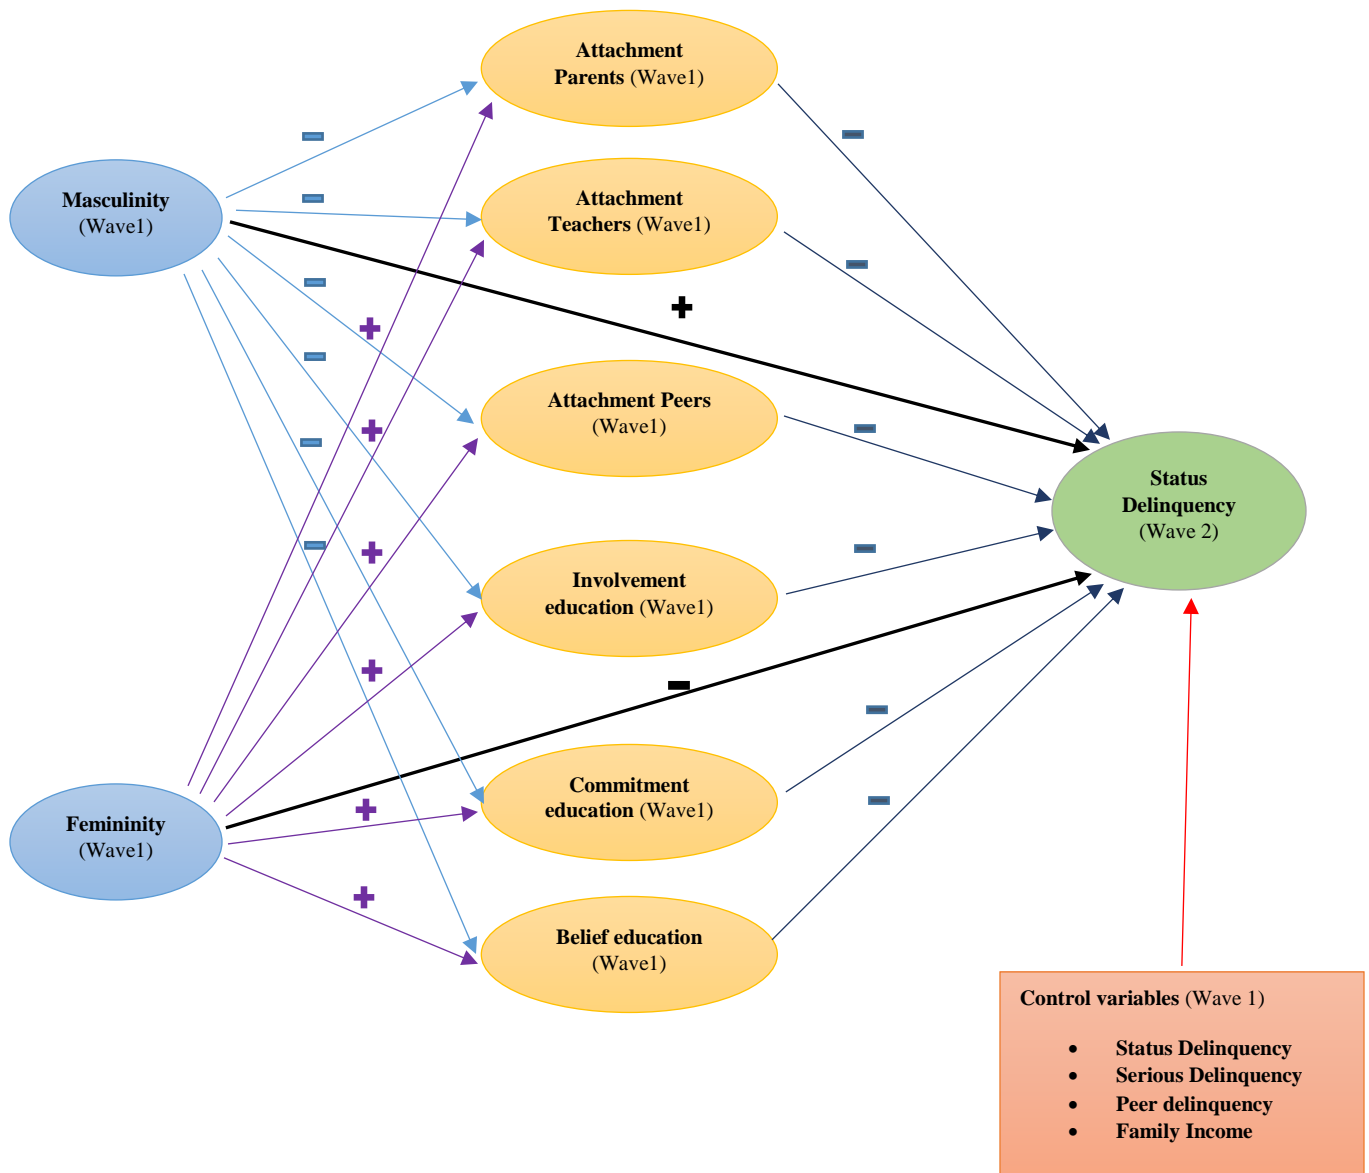 Attachment
Parents (Wave1)
Masculinity
(Wave1)
Attachment
Teachers (Wave1)
Attachment Peers
(Wave1)
Status
Delinquency
(Wave 2)
Involvement
education (Wave1)
Femininity
(Wave1)
Commitment
education (Wave1)
Belief education
(Wave1)
Control variables (Wave 1)
• Status Delinquency
• Serious Delinquency
• Peer delinquency
• Family Income